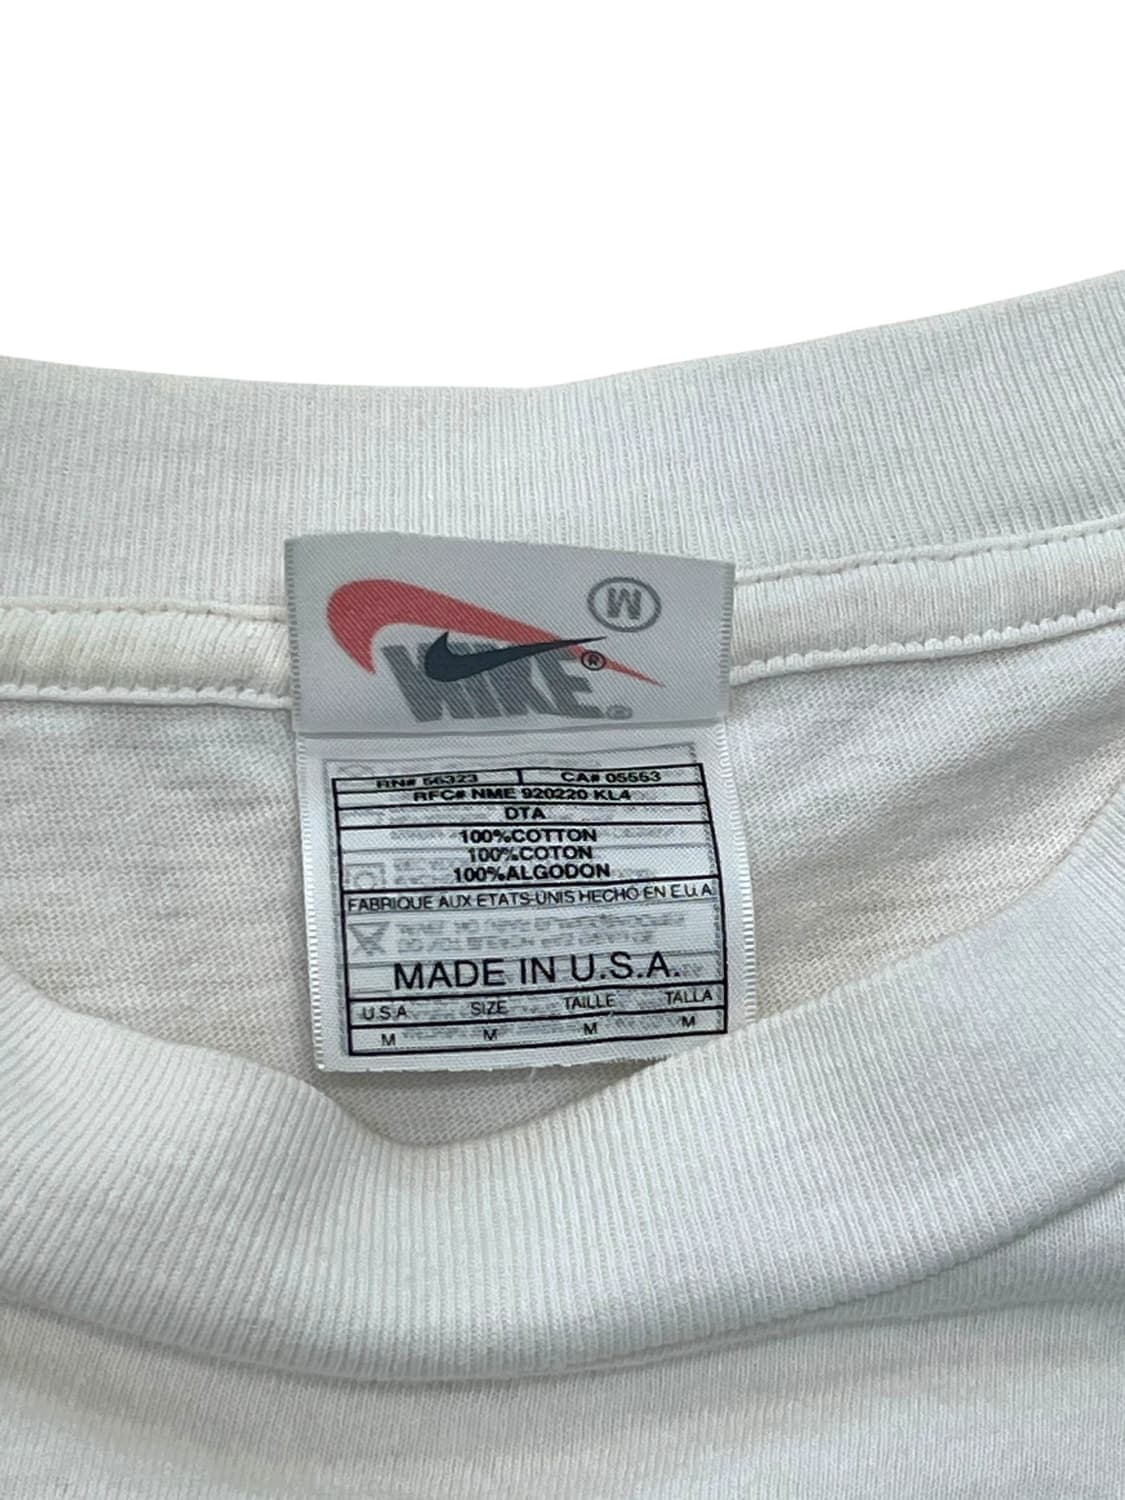 M
NIKE ®
RN# 56323 CA# 05553
RFC# NME 920220 KL4
DTA
100%COTTON
100%COTON
100%ALGODON
FABRIQUE AUX ETATS-UNIS HECHO EN E.U.A
MADE IN U.S.A.
U.S.A SIZE TAILLE TALLA
M M M M